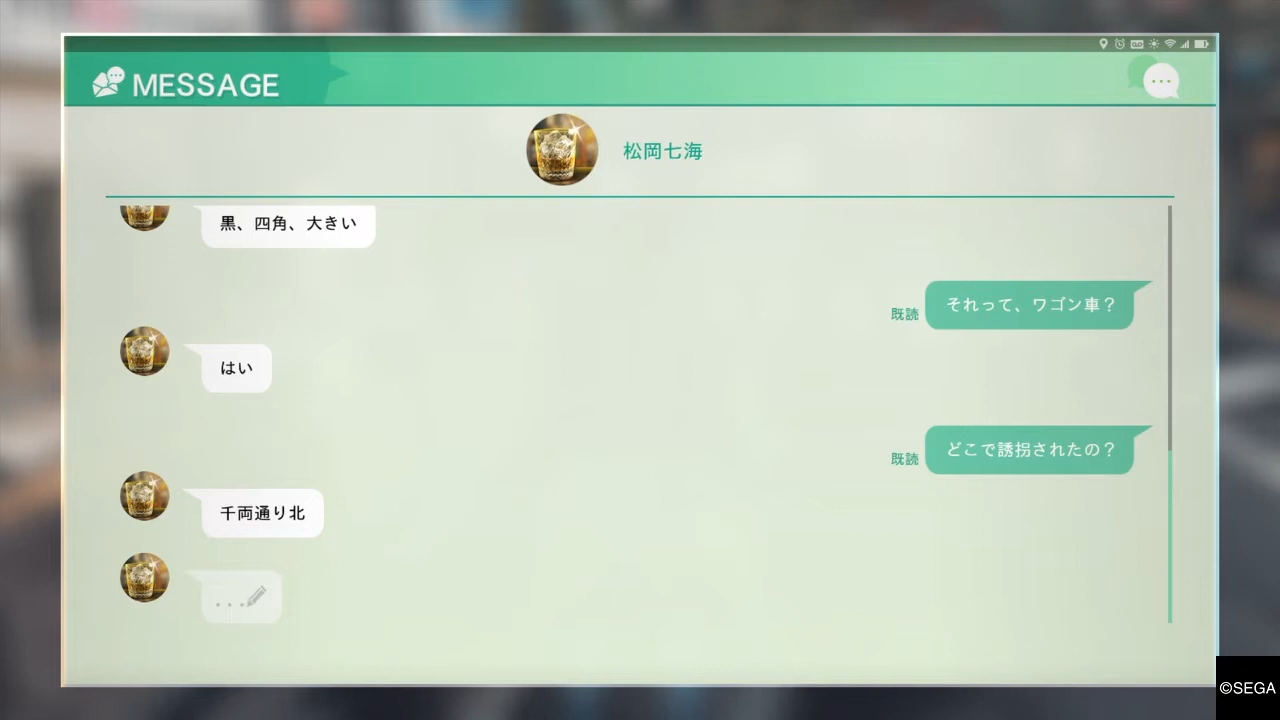 MESSAGE
松岡七海
黒、四角、大きい
それって、ワゴン車？
既読
はい
どこで誘拐されたの？
既読
千両通り北
...
©SEGA